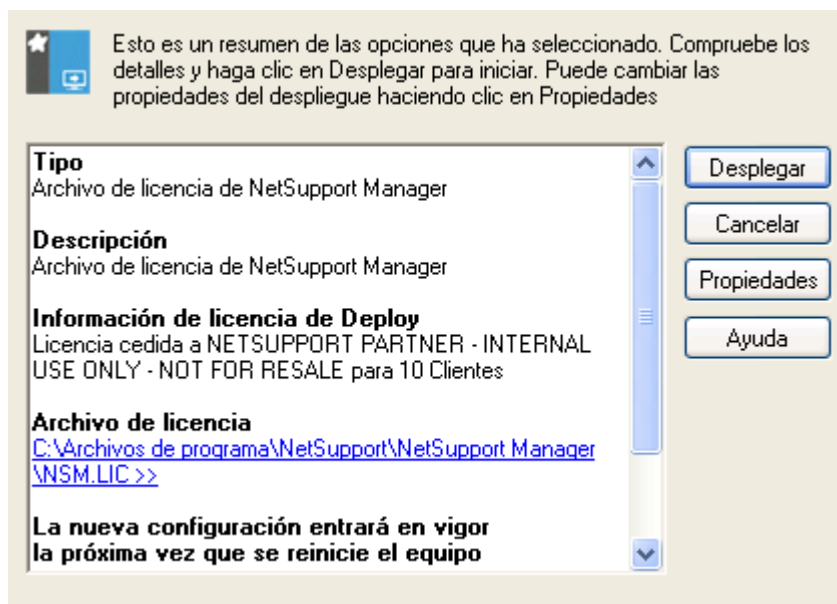 Esto es un resumen de las opciones que ha seleccionado. Compruebe los
detalles y haga clic en Desplegar para iniciar. Puede cambiar las
propiedades del despliegue haciendo clic en Propiedades
Tipo
Archivo de licencia de NetSupport Manager
Descripción
Archivo de licencia de NetSupport Manager
Información de licencia de Deploy
Licencia cedida a NETSUPPORT PARTNER - INTERNAL
USE ONLY - NOT FOR RESALE para 10 Clientes
Archivo de licencia
C:\Archivos de programa\NetSupport\NetSupport Manager
\NSM.LIC >>
La nueva configuración entrará en vigor
la próxima vez que se reinicie el equipo
Desplegar
Cancelar
Propiedades
Ayuda